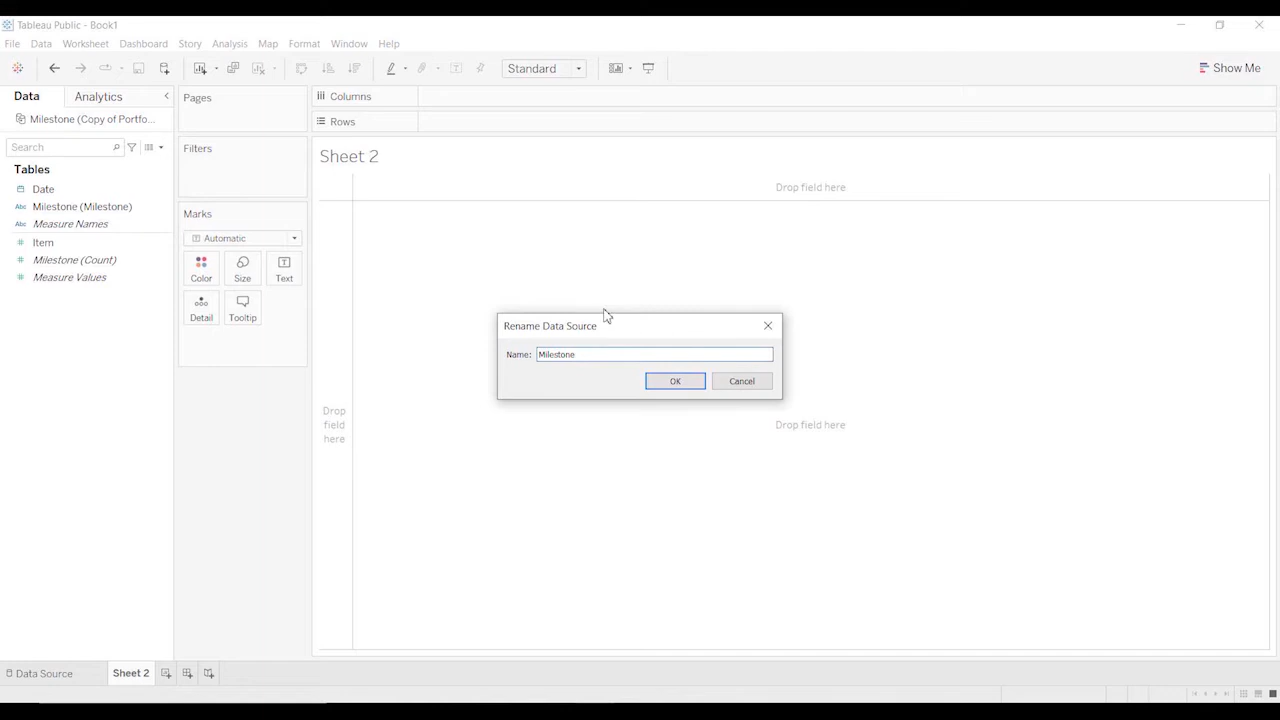 Tableau Public - Book1
File Data Worksheet Dashboard Story Analysis Map Format Window Help
Standard
Show Me
Data Analytics
Pages
Columns
Milestone (Copy of Portfo...
Rows
Search
Filters
Sheet 2
Tables
Date
Drop field here
Abc Milestone (Milestone)
Marks
Abc Measure Names
Automatic
Item
Milestone (Count)
Color Size Text
Measure Values
Detail Tooltip
Rename Data Source
Name: Milestone
OK Cancel
Drop
field
here
Drop field here
Data Source Sheet 2